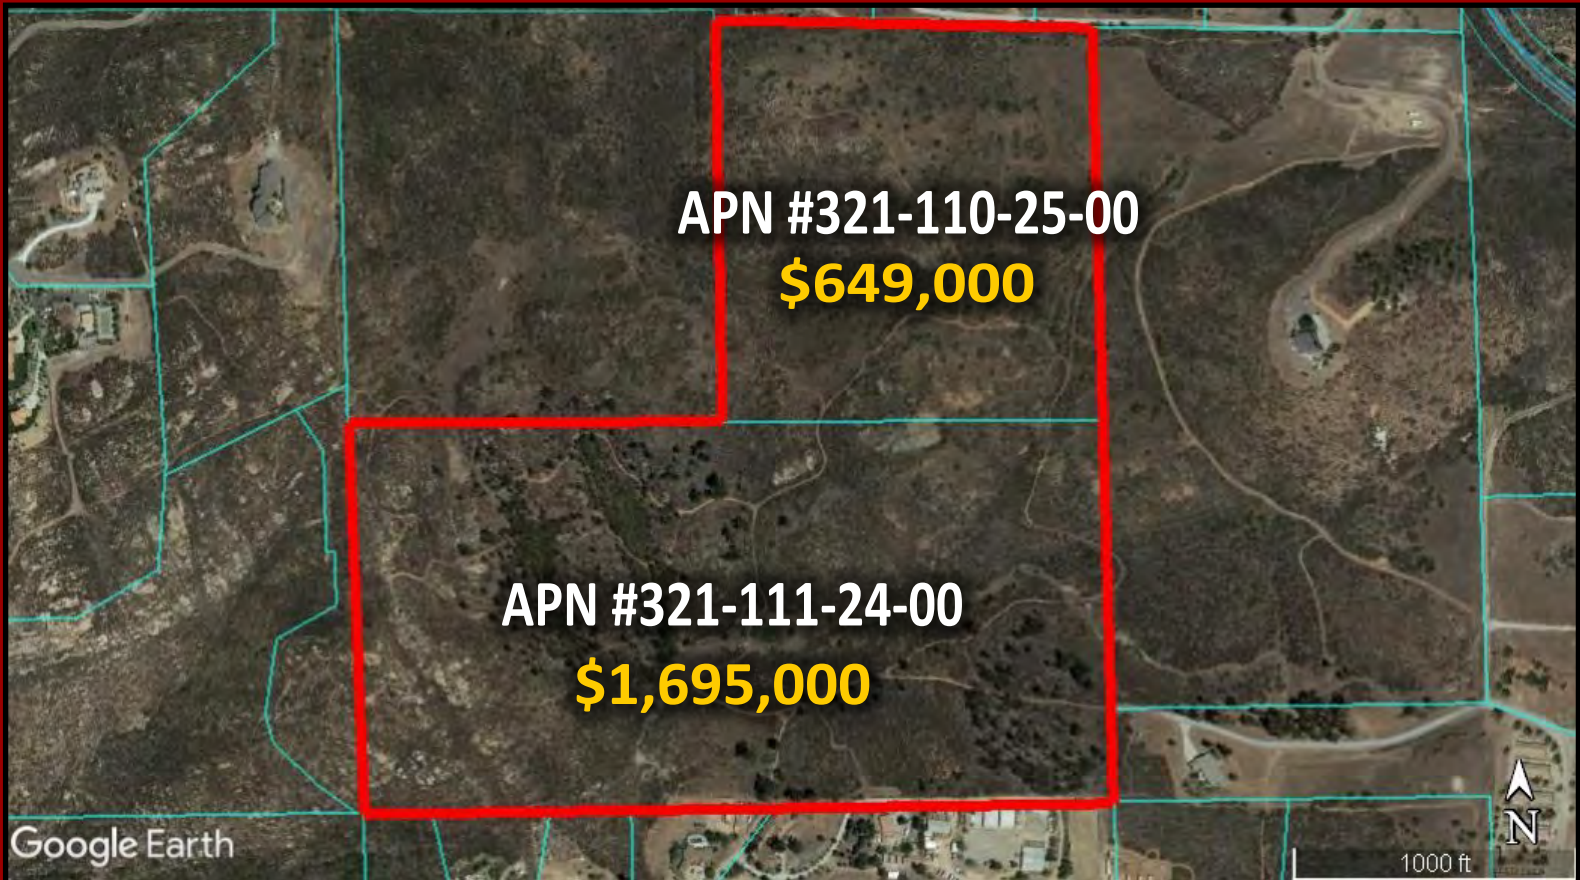 APN #321-110-25-00
$649,000
APN #321-111-24-00
$1,695,000
N
Google Earth
1000 ft